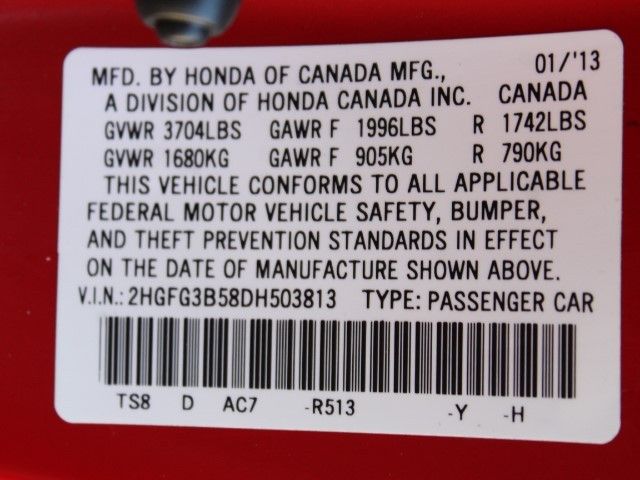 MFD. BY HONDA OF CANADA MFG., 01/'13
A DIVISION OF HONDA CANADA INC. CANADA
GVWR 3704LBS GAWR F 1996LBS R 1742LBS
GVWR 1680KG GAWR F 905KG R 790KG
THIS VEHICLE CONFORMS TO ALL APPLICABLE
FEDERAL MOTOR VEHICLE SAFETY, BUMPER,
AND THEFT PREVENTION STANDARDS IN EFFECT
ON THE DATE OF MANUFACTURE SHOWN ABOVE.
V.I.N.: 2HGFG3B58DH503813 TYPE: PASSENGER CAR
TS8 D AC7 -R513 -Y -H